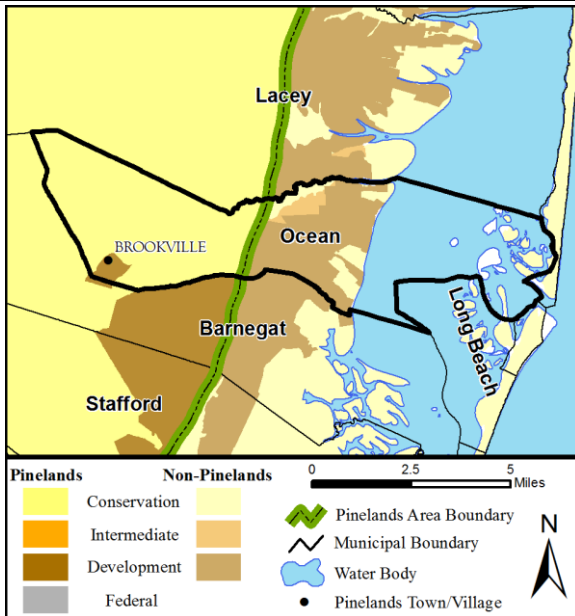 Lacey
BROOKVILLE
Ocean
Barnegat
Long Beach
Stafford
Pinelands Non-Pinelands
Conservation
Intermediate
Development
Federal
0 2.5 5
Miles
Pinelands Area Boundary
Municipal Boundary
Water Body
Pinelands Town/Village
N